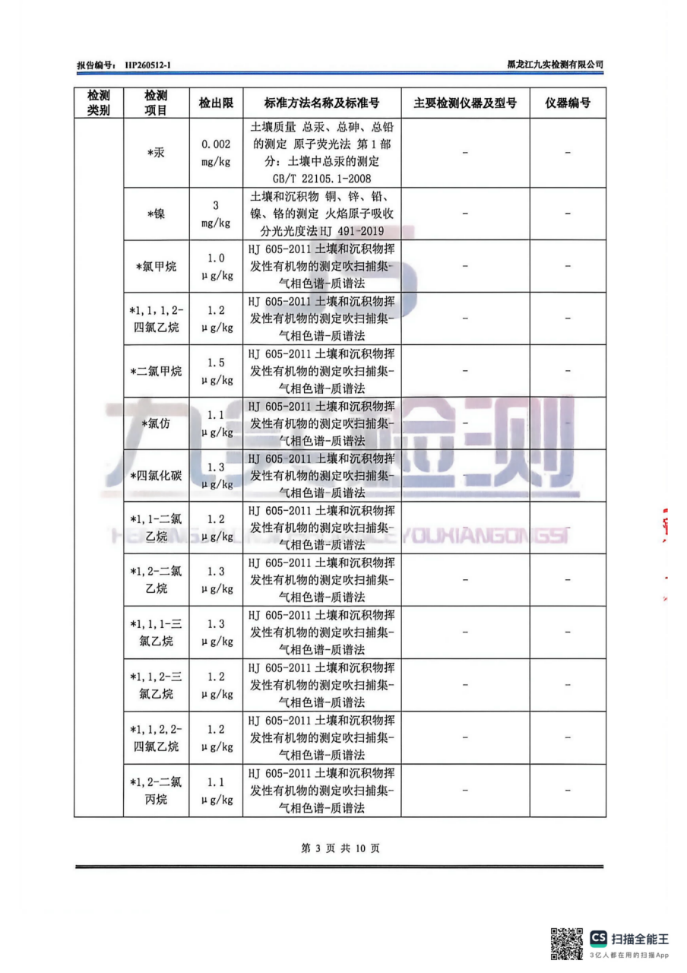 报告编号：HP260512-1
黑龙江九实检测有限公司
检测类别 检测项目 检出限 标准方法名称及标准号 主要检测仪器及型号 仪器编号
*汞 0.002 mg/kg 土壤质量 总汞、总砷、总铅的测定 原子荧光法 第1部分：土壤中总汞的测定 GB/T 22105.1-2008 - -
*镍 3 mg/kg 土壤和沉积物 铜、锌、铅、镍、铬的测定 火焰原子吸收分光光度法HJ 491-2019 - -
*氯甲烷 1.0 μg/kg HJ 605-2011 土壤和沉积物挥发性有机物的测定吹扫捕集-气相色谱-质谱法 - -
*1,1,1,2-四氯乙烷 1.2 μg/kg HJ 605-2011 土壤和沉积物挥发性有机物的测定吹扫捕集-气相色谱-质谱法 - -
*二氯甲烷 1.5 μg/kg HJ 605-2011 土壤和沉积物挥发性有机物的测定吹扫捕集-气相色谱-质谱法 - -
*氯仿 1.1 μg/kg HJ 605-2011 土壤和沉积物挥发性有机物的测定吹扫捕集-气相色谱-质谱法 - -
*四氯化碳 1.3 μg/kg HJ 605-2011 土壤和沉积物挥发性有机物的测定吹扫捕集-气相色谱-质谱法 - -
*1,1-二氯乙烷 1.2 μg/kg HJ 605-2011 土壤和沉积物挥发性有机物的测定吹扫捕集-气相色谱-质谱法 - -
*1,2-二氯乙烷 1.3 μg/kg HJ 605-2011 土壤和沉积物挥发性有机物的测定吹扫捕集-气相色谱-质谱法 - -
*1,1,1-三氯乙烷 1.3 μg/kg HJ 605-2011 土壤和沉积物挥发性有机物的测定吹扫捕集-气相色谱-质谱法 - -
*1,1,2-三氯乙烷 1.2 μg/kg HJ 605-2011 土壤和沉积物挥发性有机物的测定吹扫捕集-气相色谱-质谱法 - -
*1,1,2,2-四氯乙烷 1.2 μg/kg HJ 605-2011 土壤和沉积物挥发性有机物的测定吹扫捕集-气相色谱-质谱法 - -
*1,2-二氯丙烷 1.1 μg/kg HJ 605-2011 土壤和沉积物挥发性有机物的测定吹扫捕集-气相色谱-质谱法 - -
第 3 页 共 10 页
CS 扫描全能王
3亿人都在用的扫描App